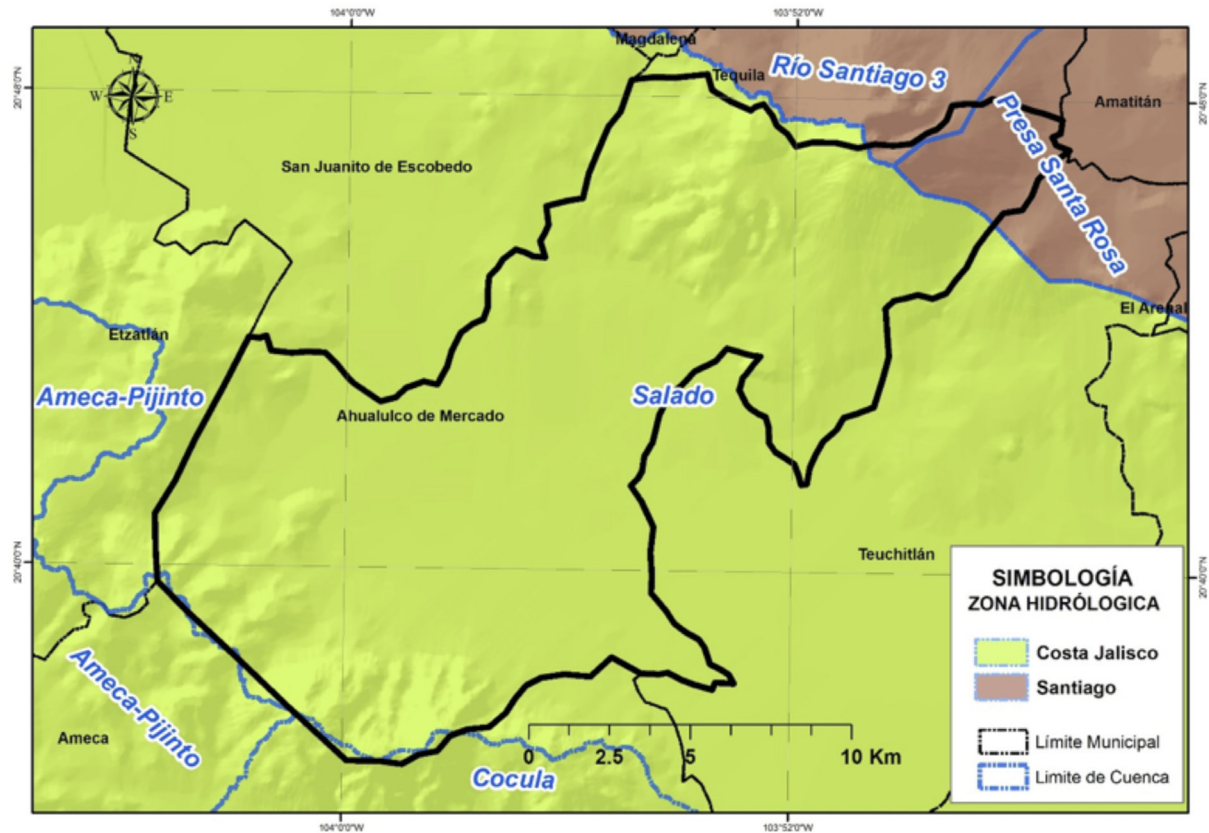 104°0'0"W
103°52'0"W
Magdalena
Tequila
Río Santiago 3
20°48'0"N
20°48'0"N
N
W
E
S
Amatitán
San Juanito de Escobedo
Presa Santa Rosa
El Arenal
Etzatlán
Ameca-Pijinto
Salado
Ahualulco de Mercado
Teuchitlán
20°40'0"N
20°40'0"N
SIMBOLOGÍA
ZONA HIDRÓLOGICA
Costa Jalisco
Santiago
Límite Municipal
Limite de Cuenca
Ameca-Pijinto
Ameca
Cocula
0 2.5 5 10 Km
104°0'0"W
103°52'0"W